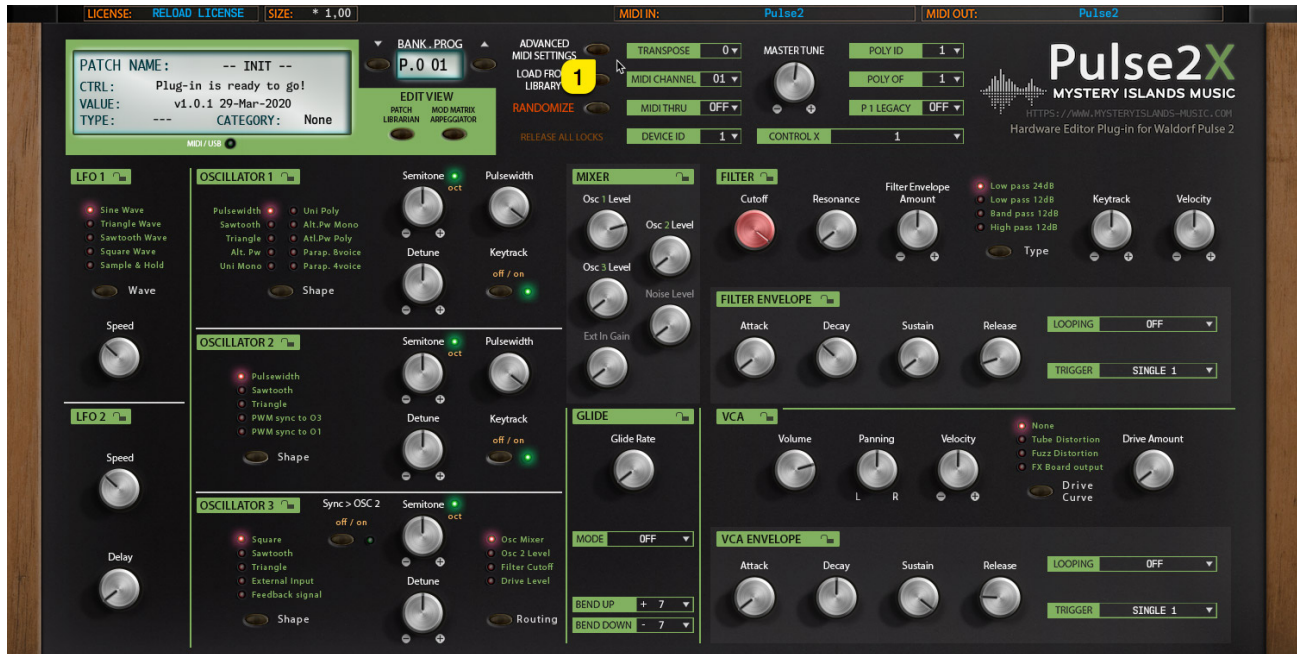 LICENSE: RELOAD LICENSE SIZE: * 1,00 MIDI IN: Pulse2 MIDI OUT: Pulse2
PATCH NAME: -- INIT --
CTRL: Plug-in is ready to go!
VALUE: v1.0.1 29-Mar-2020
TYPE: --- CATEGORY: None
MIDI / USB
BANK . PROG
P.0 01
EDIT VIEW
PATCH LIBRARIAN
MOD MATRIX ARPEGGIATOR
ADVANCED
MIDI SETTINGS
LOAD FRO
LIBRARY
1
RANDOMIZE
RELEASE ALL LOCKS
TRANSPOSE 0
MIDI CHANNEL 01
MIDI THRU OFF
DEVICE ID 1
MASTER TUNE
CONTROL X 1
POLY ID 1
POLY OF 1
P 1 LEGACY OFF
Pulse2X
MYSTERY ISLANDS MUSIC
HTTPS://WWW.MYSTERYISLANDS-MUSIC.COM
Hardware Editor Plug-in for Waldorf Pulse 2
LFO 1
Sine Wave
Triangle Wave
Sawtooth Wave
Square Wave
Sample & Hold
Wave
Speed
LFO 2
Speed
Delay
OSCILLATOR 1
Pulsewidth
Sawtooth
Triangle
Alt. Pw
Uni Mono
Uni Poly
Alt.Pw Mono
Atl.Pw Poly
Parap. 8voice
Parap. 4voice
Shape
Semitone
oct
Pulsewidth
Detune
Keytrack
off / on
OSCILLATOR 2
Pulsewidth
Sawtooth
Triangle
PWM sync to O3
PWM sync to O1
Shape
Semitone
oct
Pulsewidth
Detune
Keytrack
off / on
OSCILLATOR 3
Sync > OSC 2
off / on
Square
Sawtooth
Triangle
External Input
Feedback signal
Shape
Semitone
oct
Detune
Osc Mixer
Osc 2 Level
Filter Cutoff
Drive Level
Routing
MIXER
Osc 1 Level
Osc 2 Level
Osc 3 Level
Noise Level
Ext In Gain
GLIDE
Glide Rate
MODE OFF
BEND UP + 7
BEND DOWN - 7
FILTER
Cutoff
Resonance
Filter Envelope
Amount
Low pass 24dB
Low pass 12dB
Band pass 12dB
High pass 12dB
Type
Keytrack
Velocity
FILTER ENVELOPE
Attack
Decay
Sustain
Release
LOOPING OFF
TRIGGER SINGLE 1
VCA
Volume
Panning
L R
Velocity
None
Tube Distortion
Fuzz Distortion
FX Board output
Drive
Curve
Drive Amount
VCA ENVELOPE
Attack
Decay
Sustain
Release
LOOPING OFF
TRIGGER SINGLE 1